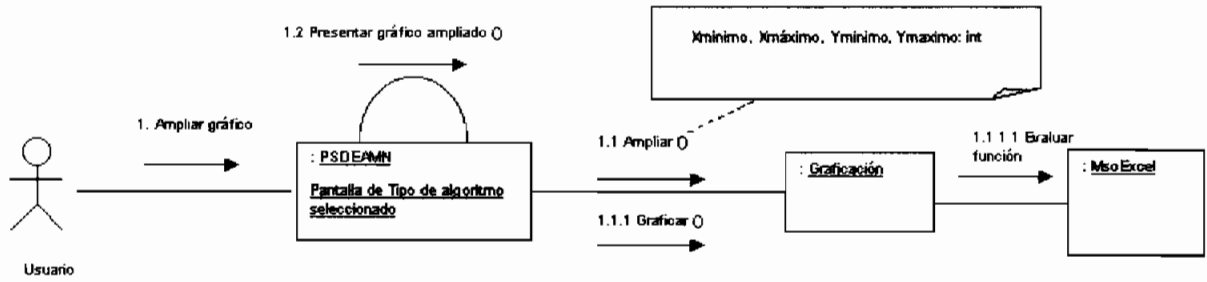 1.2 Presentar gráfico ampliado ()
Xminimo, Xmáximo, Yminimo, Ymaximo: int
1. Ampliar gráfico
1.1 Ampliar ()
1.1 1 1 Evaluar
función
: PSDEAMN
Pantalla de Tipo de algoritmo
seleccionado
: Graficación
: MsoExcel
1.1.1 Graficar ()
Usuario